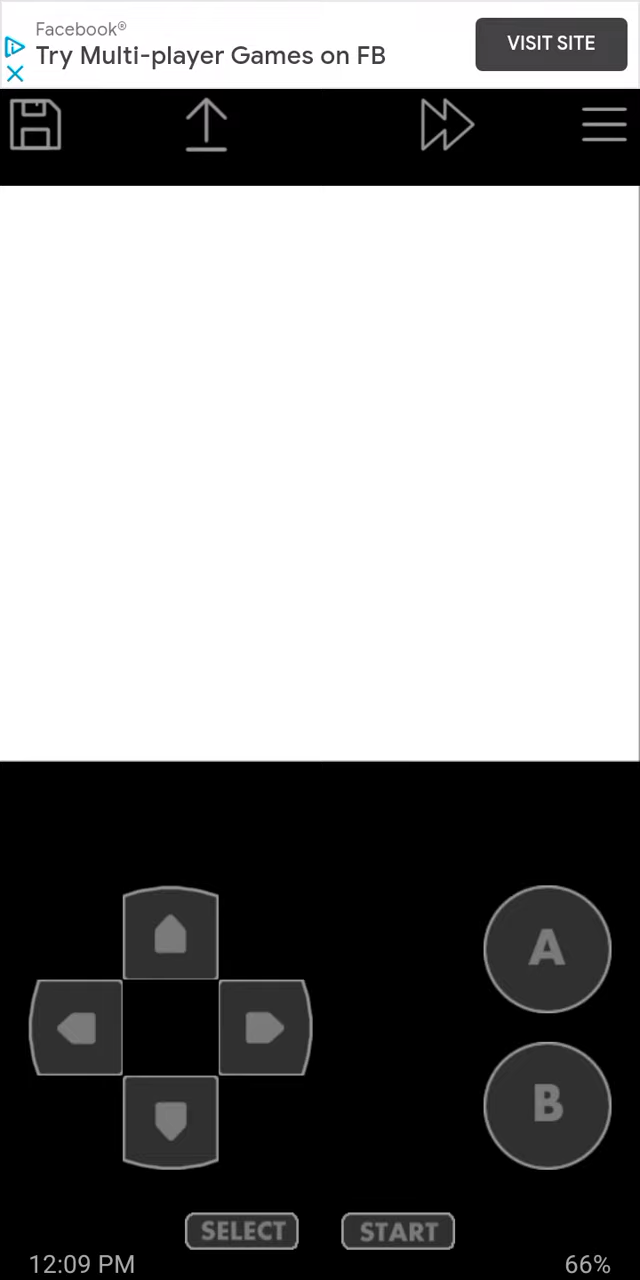 Facebook®
Try Multi-player Games on FB
VISIT SITE
A
B
SELECT START
12:09 PM 66%